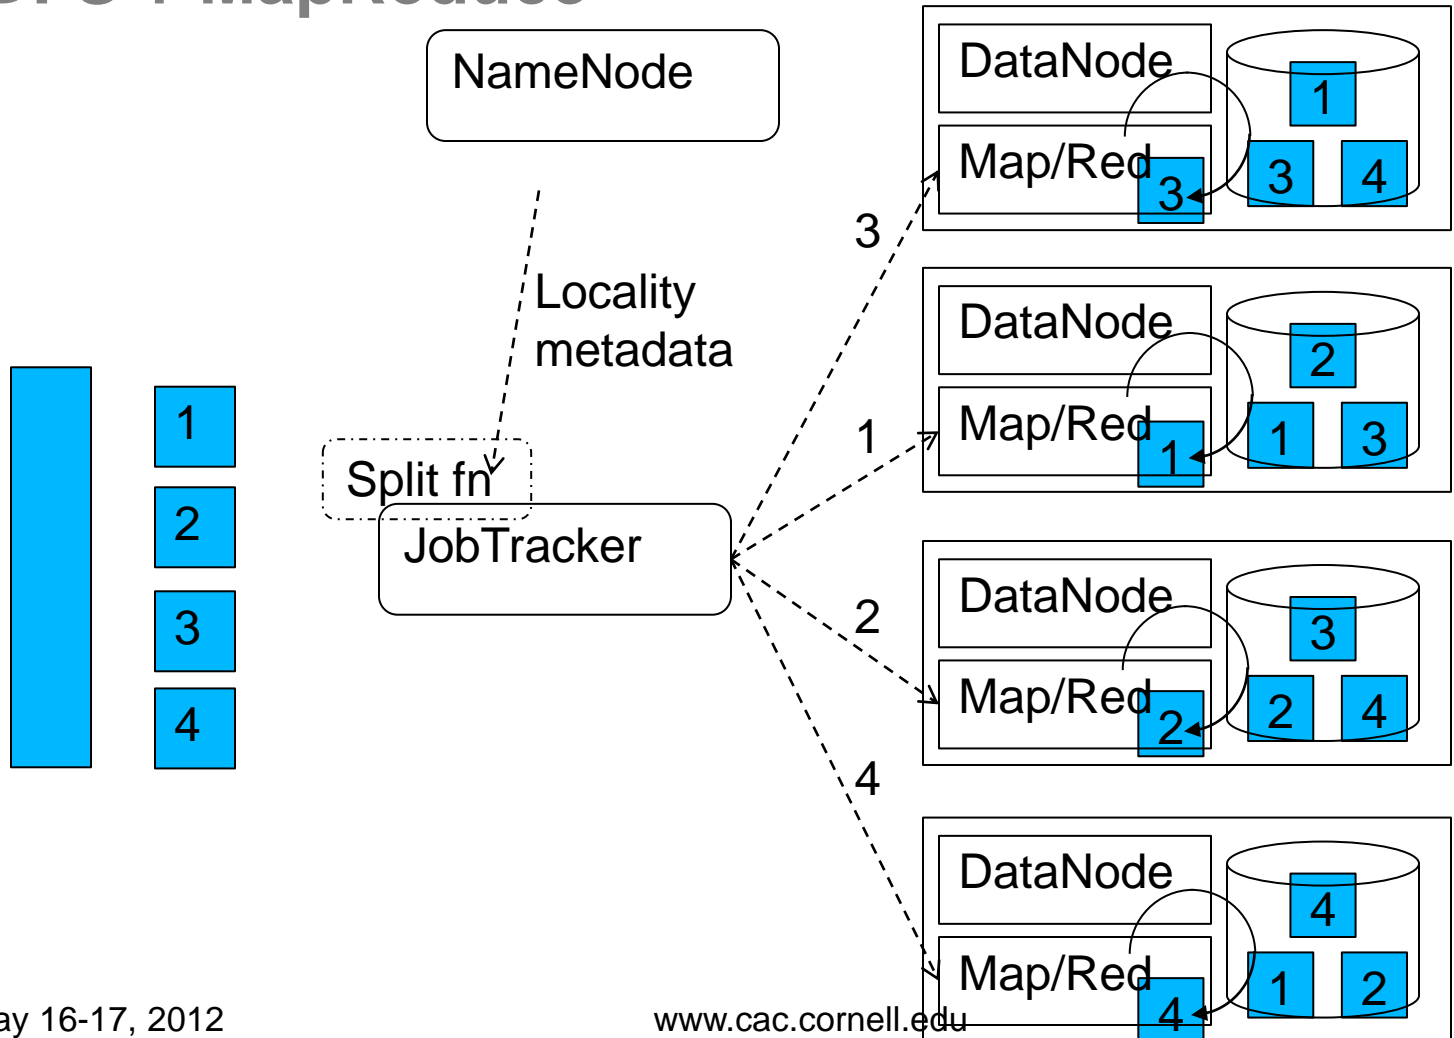 MapReduce
NameNode
Locality
metadata
Split fn
JobTracker
1
2
3
4
3
1
2
4
DataNode
Map/Red
3
1
3 4
DataNode
Map/Red
1
2
1 3
DataNode
Map/Red
2
3
2 4
DataNode
Map/Red
4
4
1 2
16-17, 2012
www.cac.cornell.edu